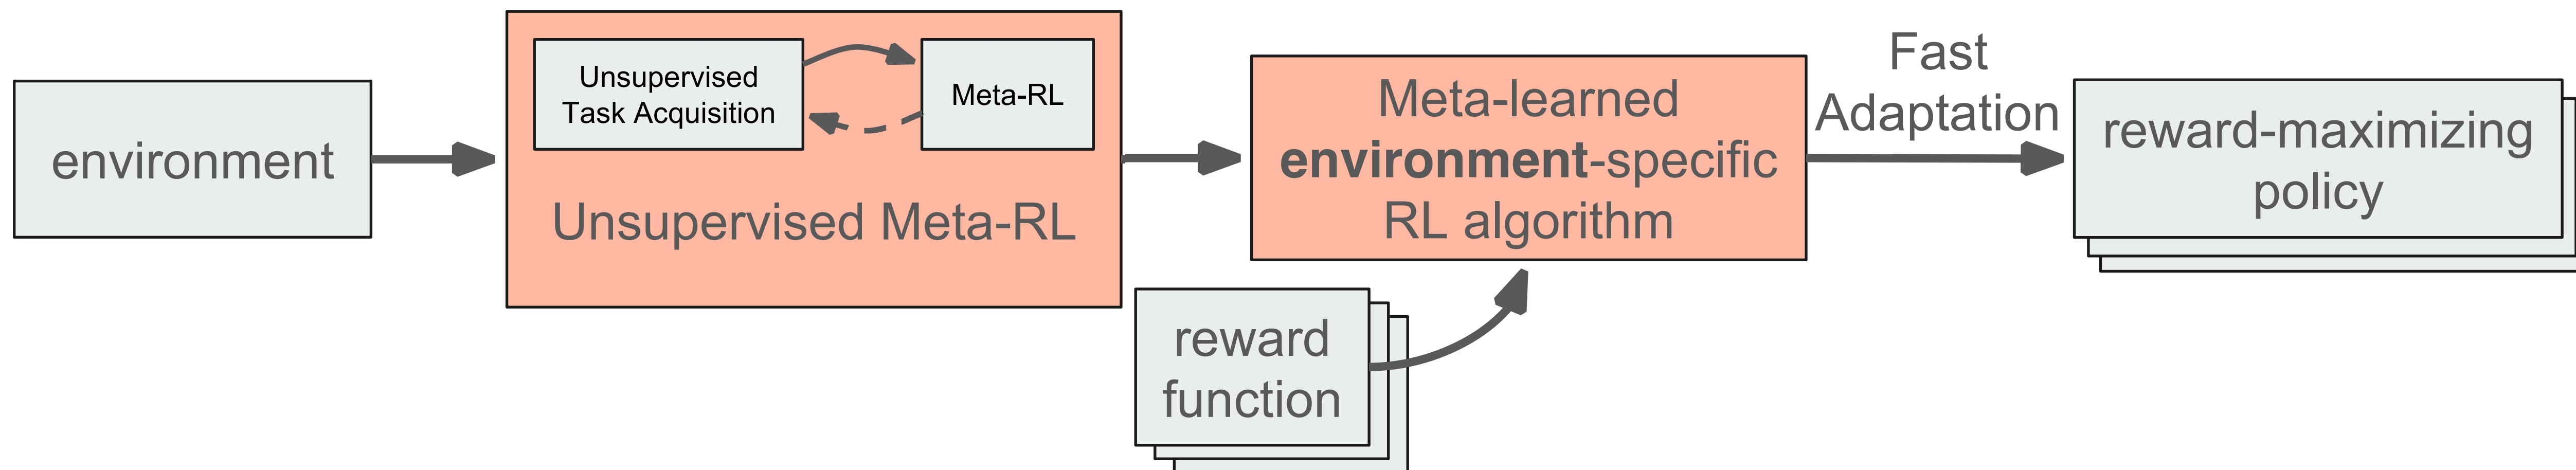 environment
Unsupervised
Task Acquisition
Meta-RL
Unsupervised Meta-RL
Meta-learned
environment-specific
RL algorithm
reward
function
Fast
Adaptation
reward-maximizing
policy